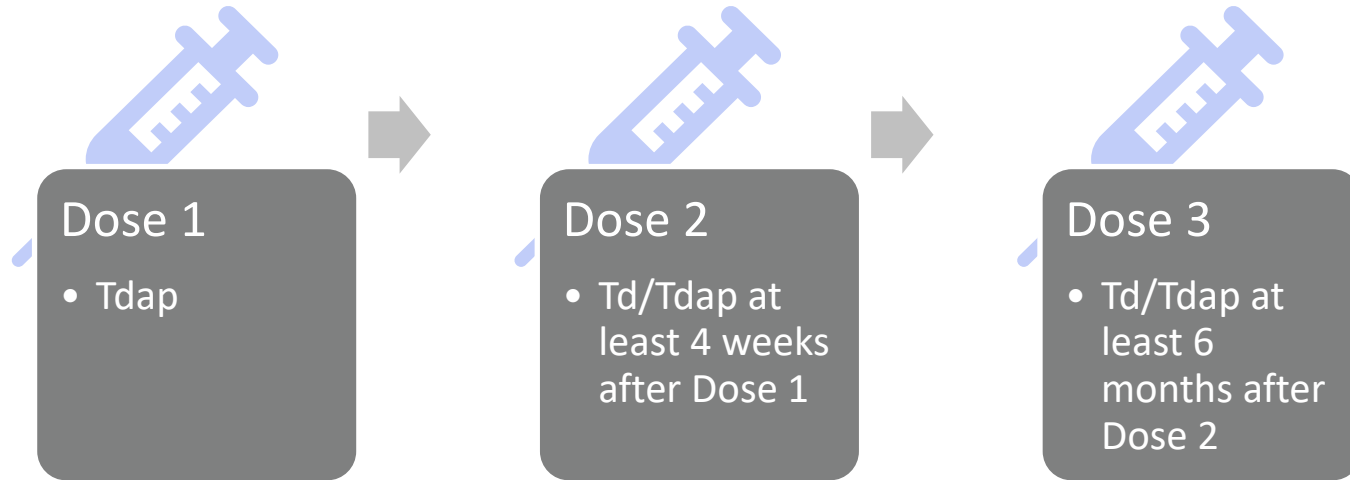 Dose 1
• Tdap
Dose 2
• Td/Tdap at
least 4 weeks
after Dose 1
Dose 3
• Td/Tdap at
least 6
months after
Dose 2